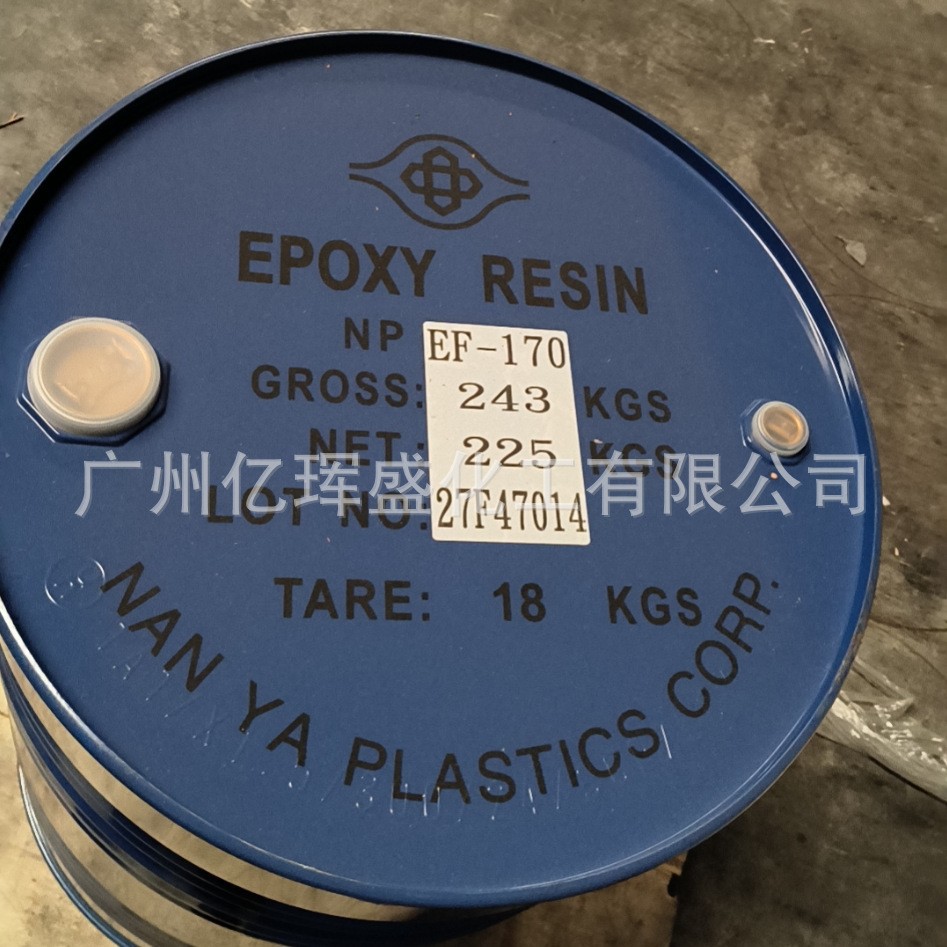 EPOXY RESIN
NP EF-170
GROSS: 243 KGS
NET: 225 KGS
广州亿珲盛化工有限公司
LOT NO: 27F47014
TARE: 18 KGS
NAN YA PLASTICS CORP.